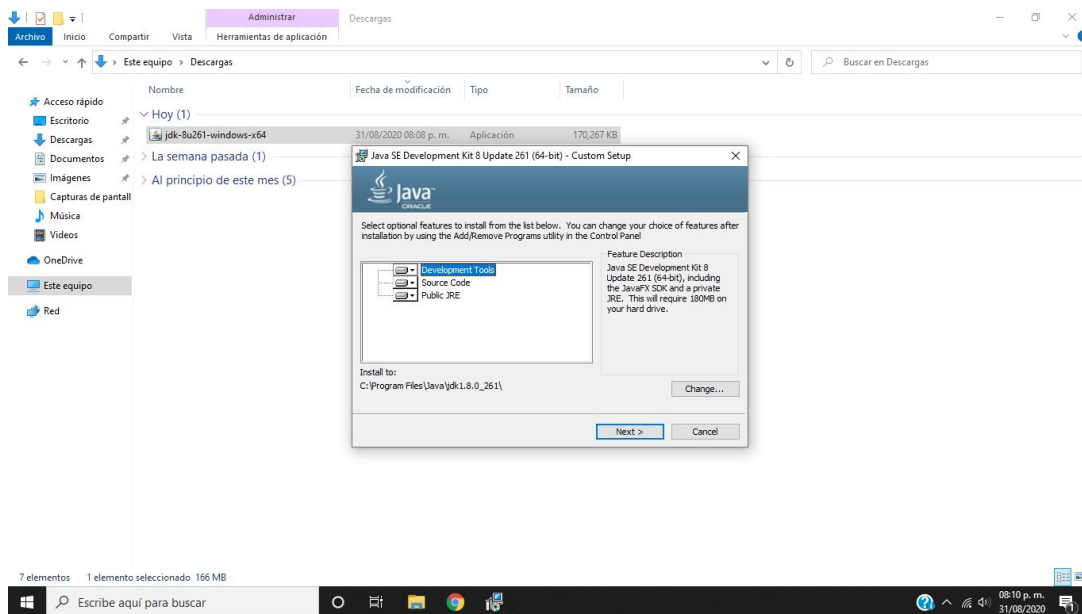 Administrar
Descargas
Archivo Inicio Compartir Vista Herramientas de aplicación
Este equipo > Descargas
Buscar en Descargas
Nombre Fecha de modificación Tipo Tamaño
Acceso rápido
Escritorio
Descargas
Documentos
Imágenes
Capturas de pantall
Música
Videos
OneDrive
Este equipo
Red
Hoy (1)
jdk-8u261-windows-x64 31/08/2020 08:08 p. m. Aplicación 170,267 KB
La semana pasada (1)
Al principio de este mes (5)
Java SE Development Kit 8 Update 261 (64-bit) - Custom Setup
Java
ORACLE
Select optional features to install from the list below. You can change your choice of features after
installation by using the Add/Remove Programs utility in the Control Panel
Development Tools
Source Code
Public JRE
Feature Description
Java SE Development Kit 8
Update 261 (64-bit), including
the JavaFX SDK and a private
JRE. This will require 180MB on
your hard drive.
Install to:
C:\Program Files\Java\jdk1.8.0_261\
Change...
Next > Cancel
7 elementos 1 elemento seleccionado 166 MB
Escribe aquí para buscar
08:10 p. m.
31/08/2020